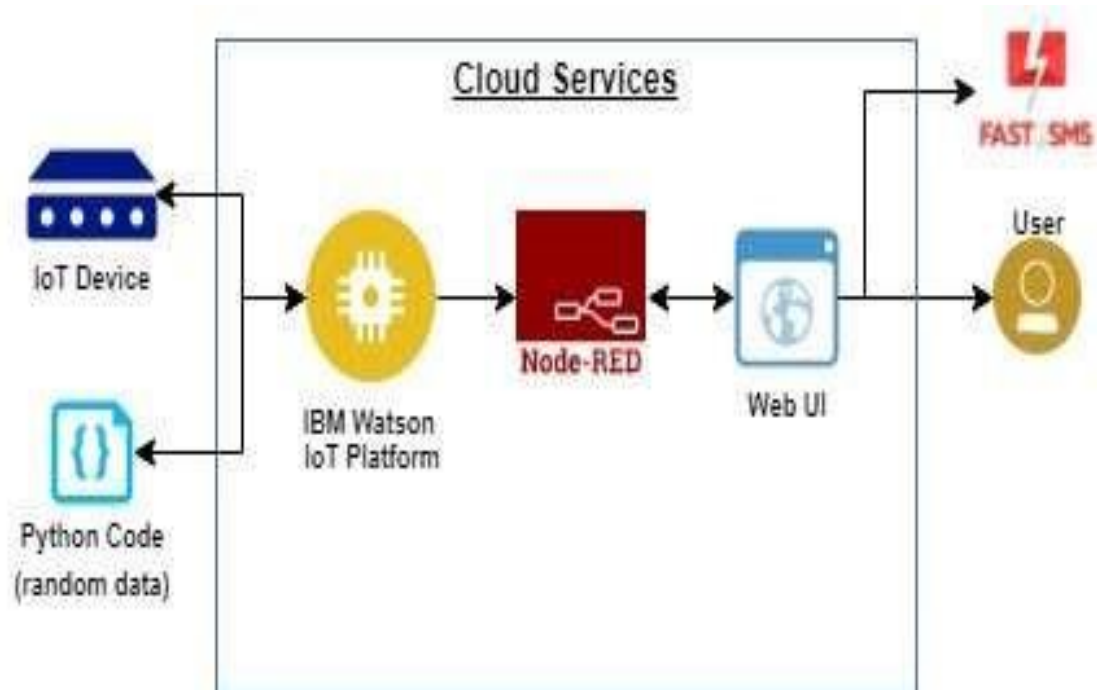 Cloud Services
FAST SMS
User
IoT Device
Node-RED
Web UI
IBM Watson
IoT Platform
Python Code
(random data)